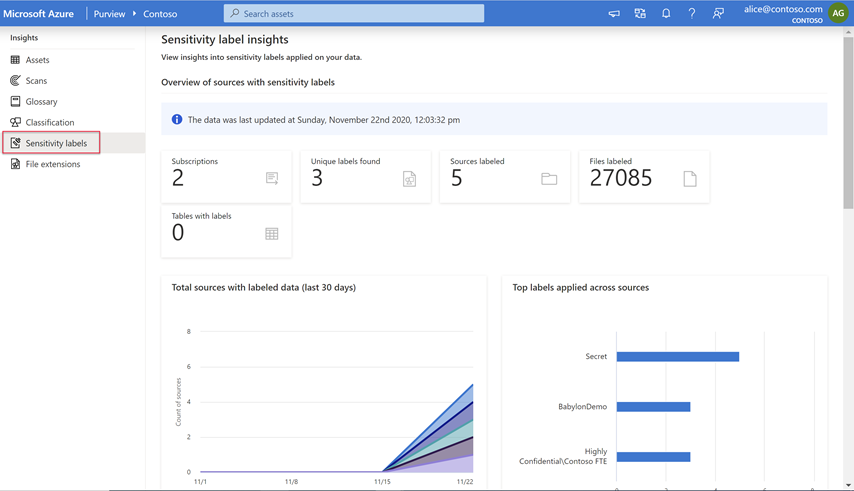 Microsoft Azure Purview Contoso Search assets alice@contoso.com CONTOSO AG
Insights
Assets
Scans
Glossary
Classification
Sensitivity labels
File extensions
Sensitivity label insights
View insights into sensitivity labels applied on your data.
Overview of sources with sensitivity labels
The data was last updated at Sunday, November 22nd 2020, 12:03:32 pm
Subscriptions
2
Unique labels found
3
Sources labeled
5
Files labeled
27085
Tables with labels
0
Total sources with labeled data (last 30 days)
Count of sources
8
6
4
2
0
11/1 11/8 11/15 11/22
Top labels applied across sources
Secret
BabylonDemo
Highly
Confidential\Contoso FTE